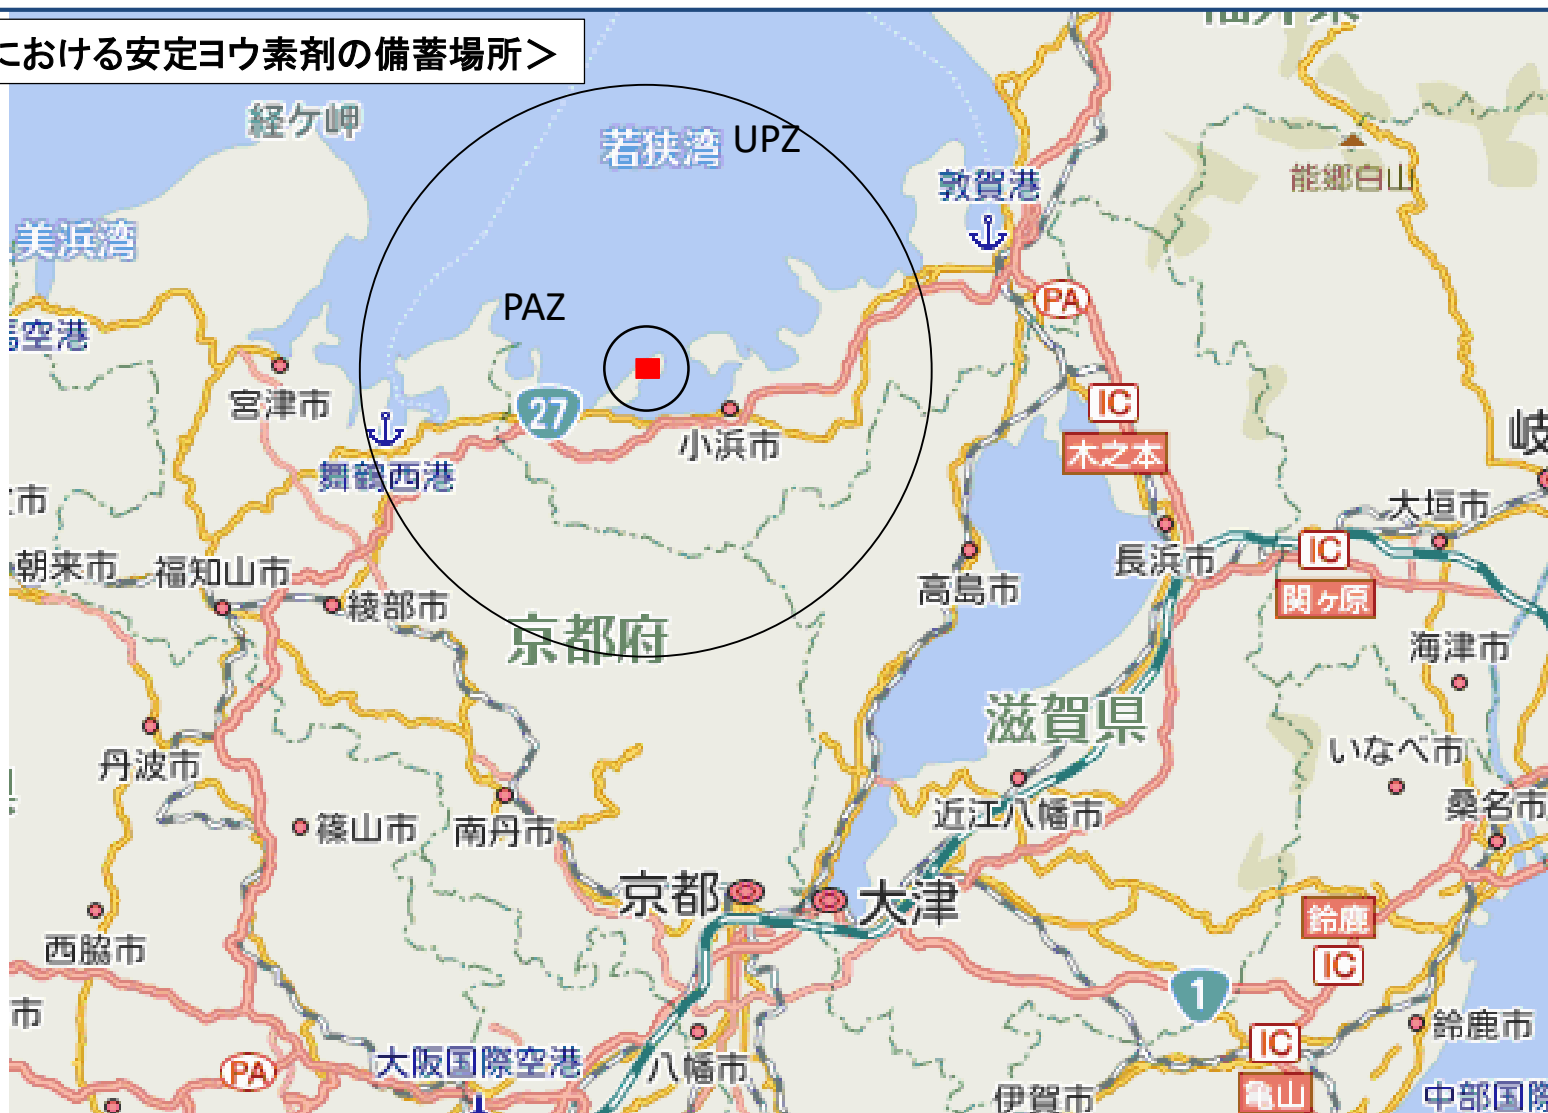 における安定ヨウ素剤の備蓄場所＞
経ケ岬
若狭湾
UPZ
敦賀港
能郷白山
美浜湾
PAZ
空港
PA
宮津市
27
IC
小浜市
木之本
舞鶴西港
岐
市
大垣市
朝来市
福知山市
長浜市
IC
綾部市
高島市
関ヶ原
京都府
海津市
滋賀県
いなべ市
丹波市
桑名市
篠山市
南丹市
近江八幡市
京都
大津
鈴鹿
西脇市
IC
1
市
鈴鹿市
大阪国際空港
八幡市
IC
PA
伊賀市
亀山
中部国際